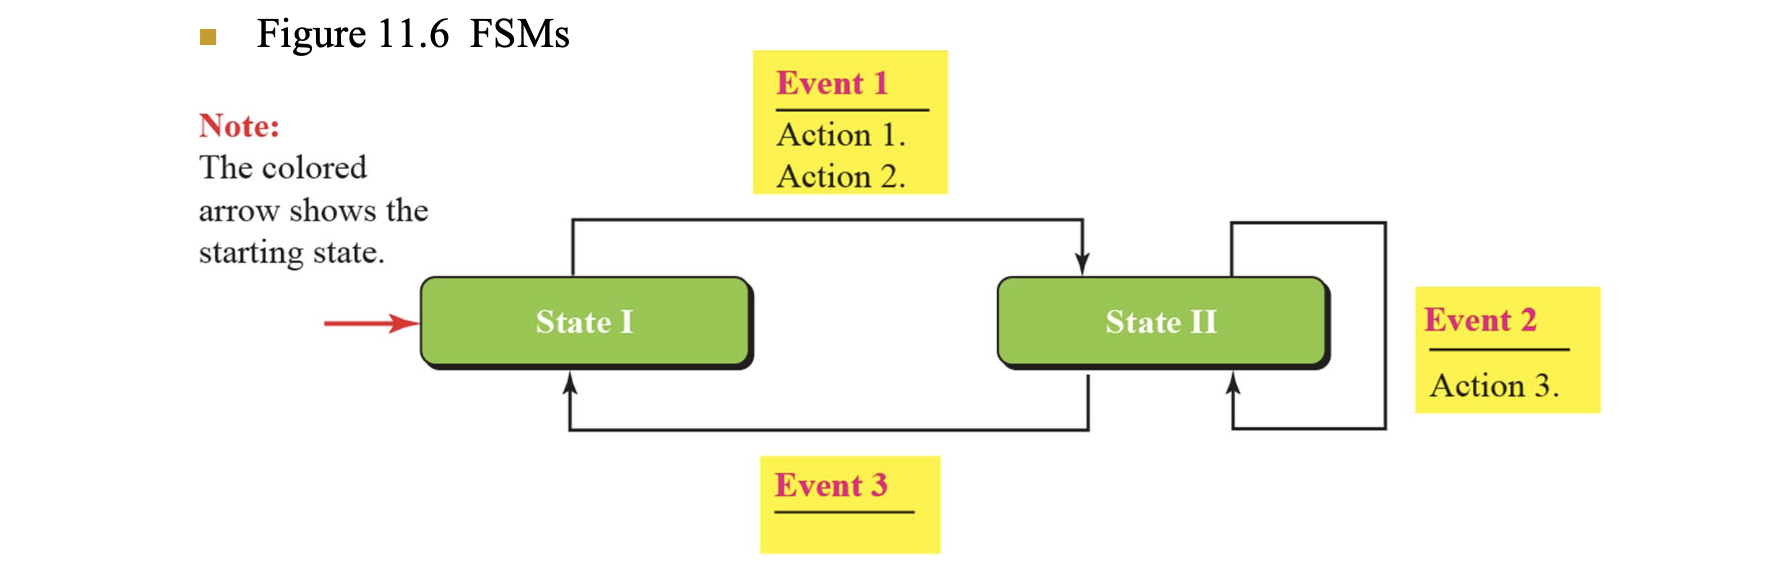 Figure 11.6 FSMs
Note:
The colored
arrow shows the
starting state.
Event 1
Action 1.
Action 2.
State I
State II
Event 2
Action 3.
Event 3